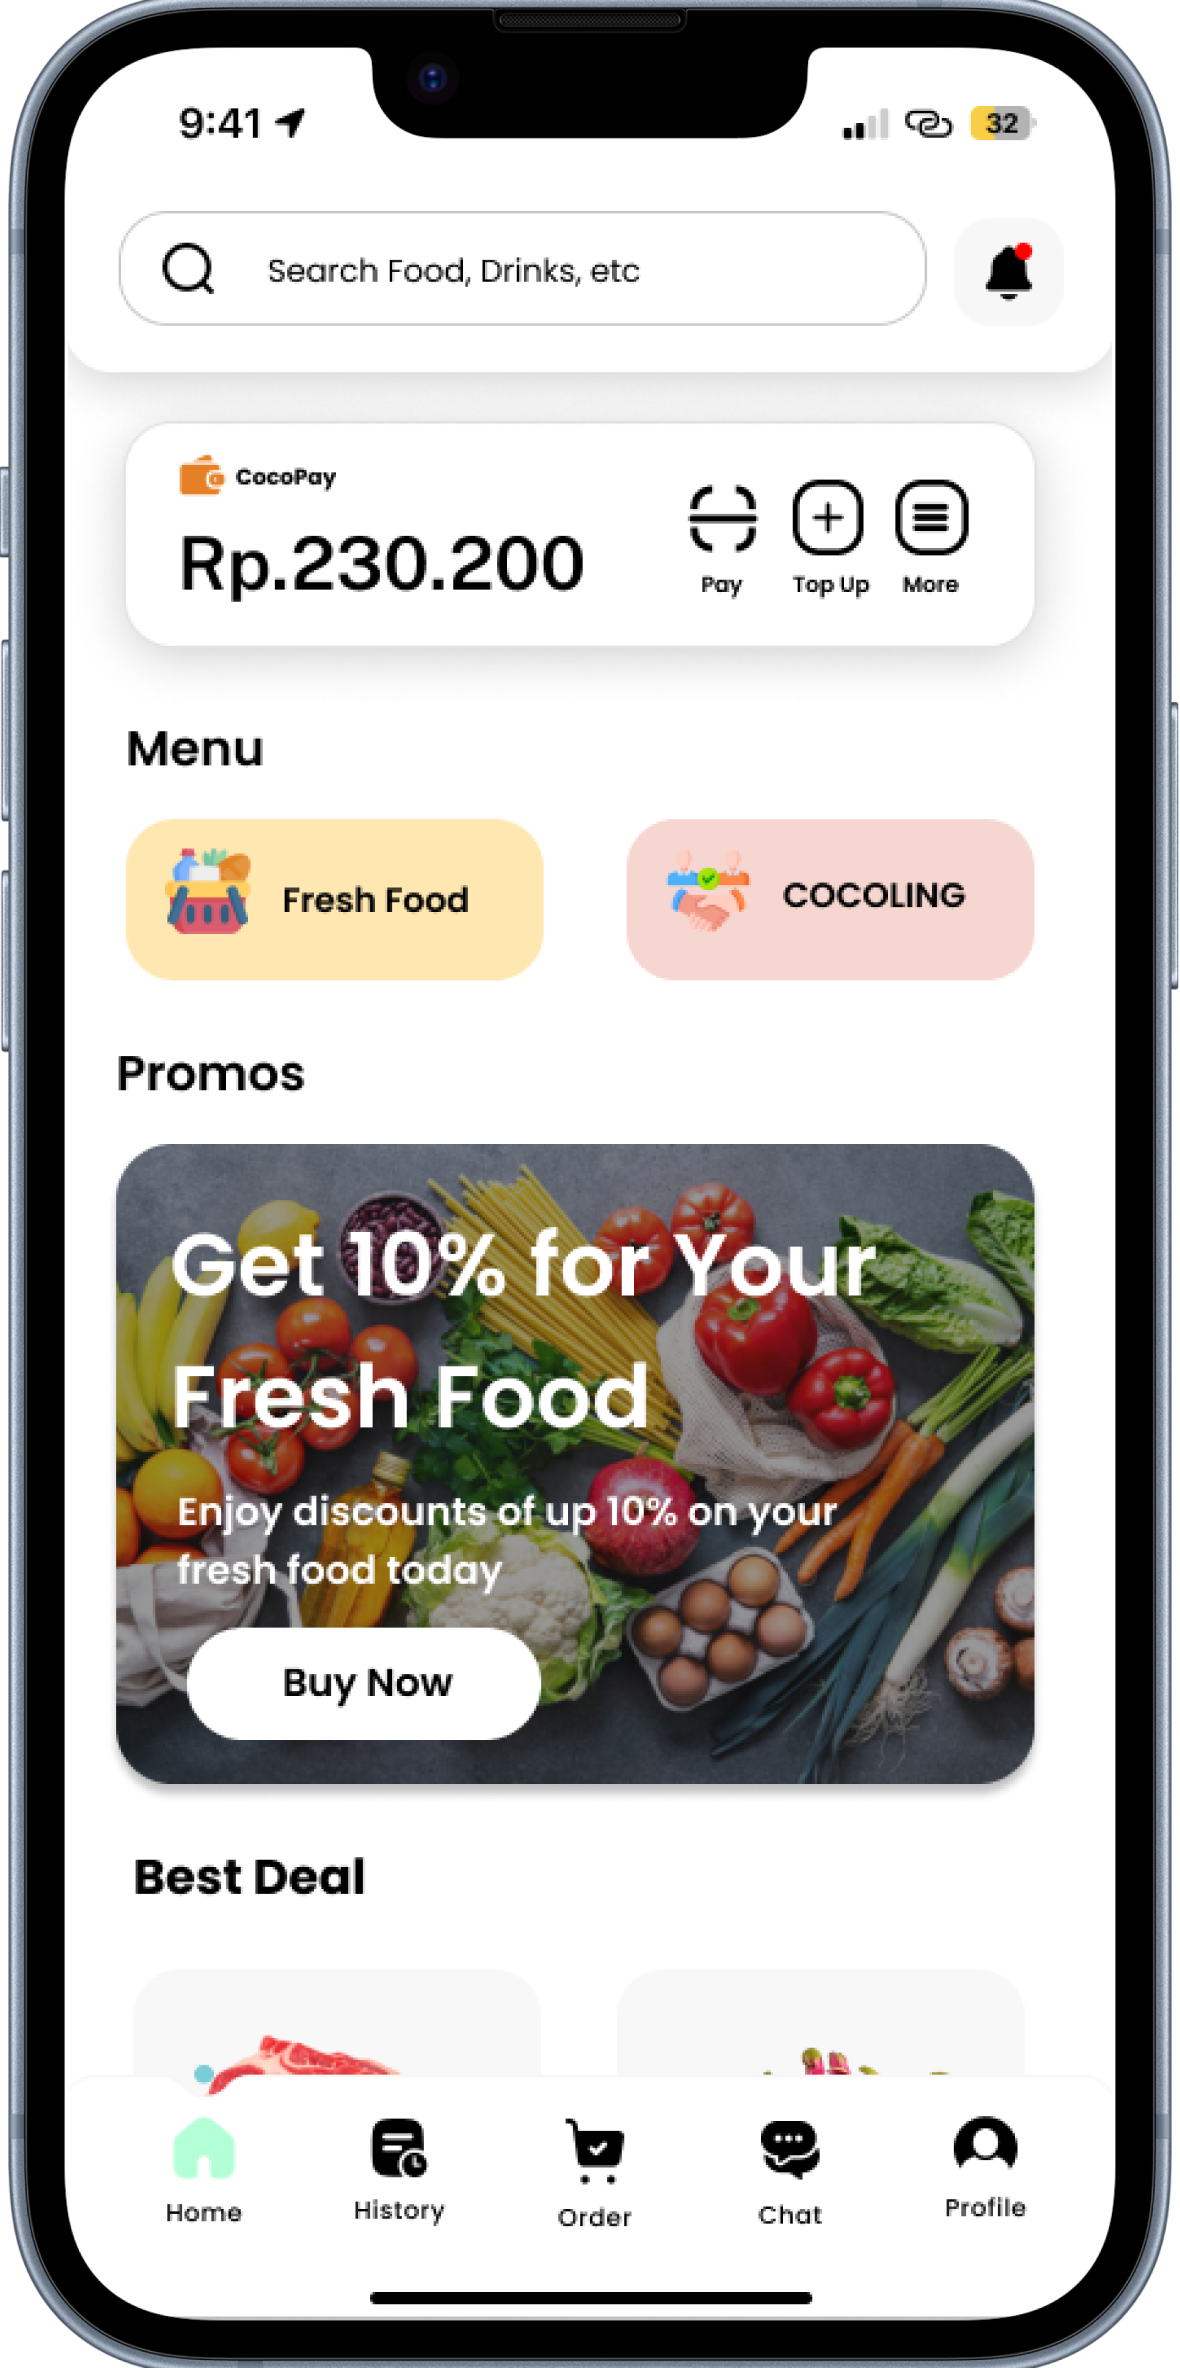 9:41
32
Search Food, Drinks, etc
CocoPay
Rp.230.200
Pay
Top Up
More
Menu
Fresh Food
COCOLING
Promos
Get 10% for Your
Fresh Food
Enjoy discounts of up 10% on your
fresh food today
Buy Now
Best Deal
Home
History
Order
Chat
Profile